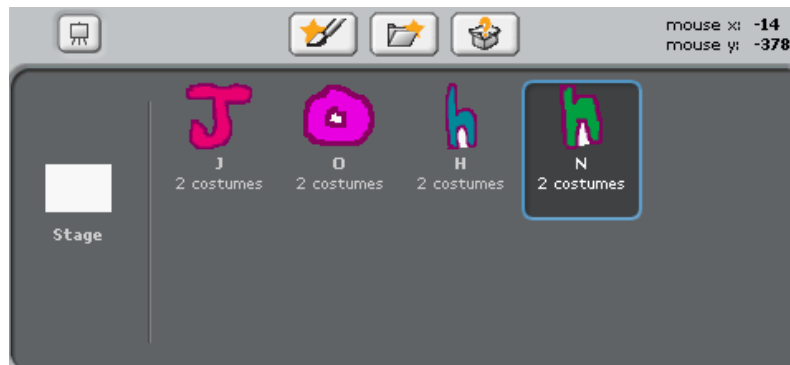 mouse x: -14
mouse y: -378
J O H N
2 costumes 2 costumes 2 costumes 2 costumes
Stage